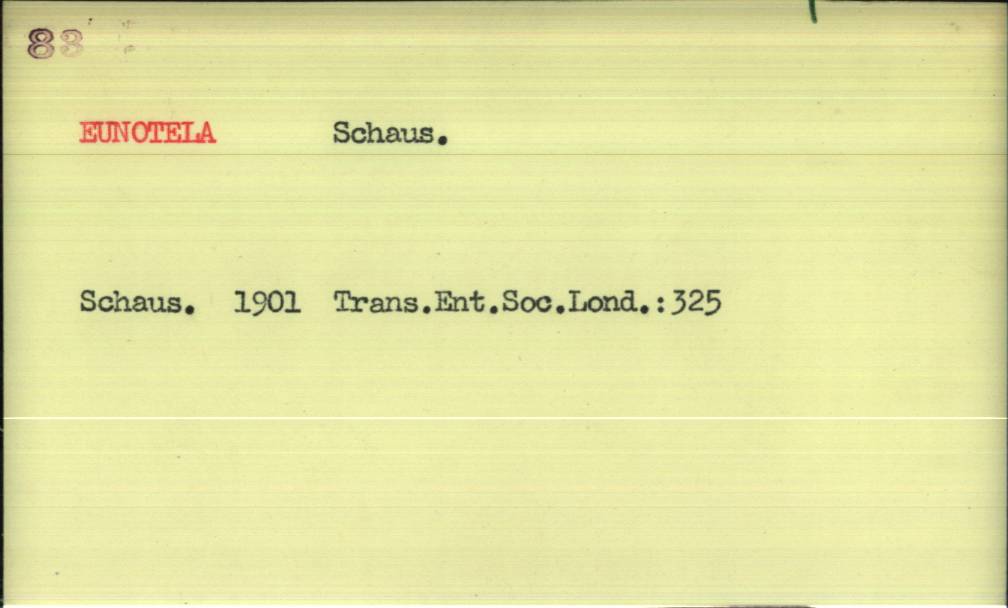 83
EUNOTELA Schaus.
Schaus. 1901 Trans.Ent.Soc.Lond.:325